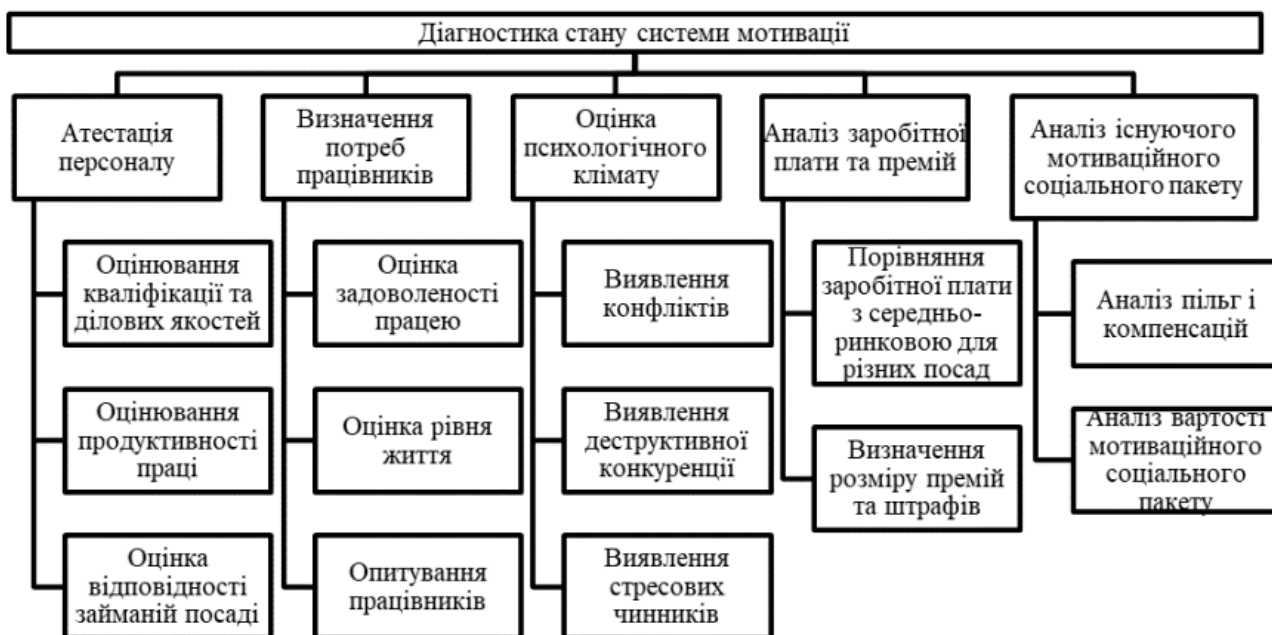 Діагностика стану системи мотивації
Атестація
персоналу
Оцінювання
кваліфікації та
ділових якостей
Оцінювання
продуктивності
праці
Оцінка
відповідності
займаній посаді
Визначення
потреб
працівників
Оцінка
задоволеності
працею
Оцінка рівня
життя
Опитування
працівників
Оцінка
психологічного
клімату
Виявлення
конфліктів
Виявлення
деструктивної
конкуренції
Виявлення
стресових
чинників
Аналіз заробітної
плати та премій
Порівняння
заробітної плати
з середньо-
ринковою для
різних посад
Визначення
розміру премій
та штрафів
Аналіз існуючого
мотиваційного
соціального пакету
Аналіз пільг і
компенсацій
Аналіз вартості
мотиваційного
соціального
пакету